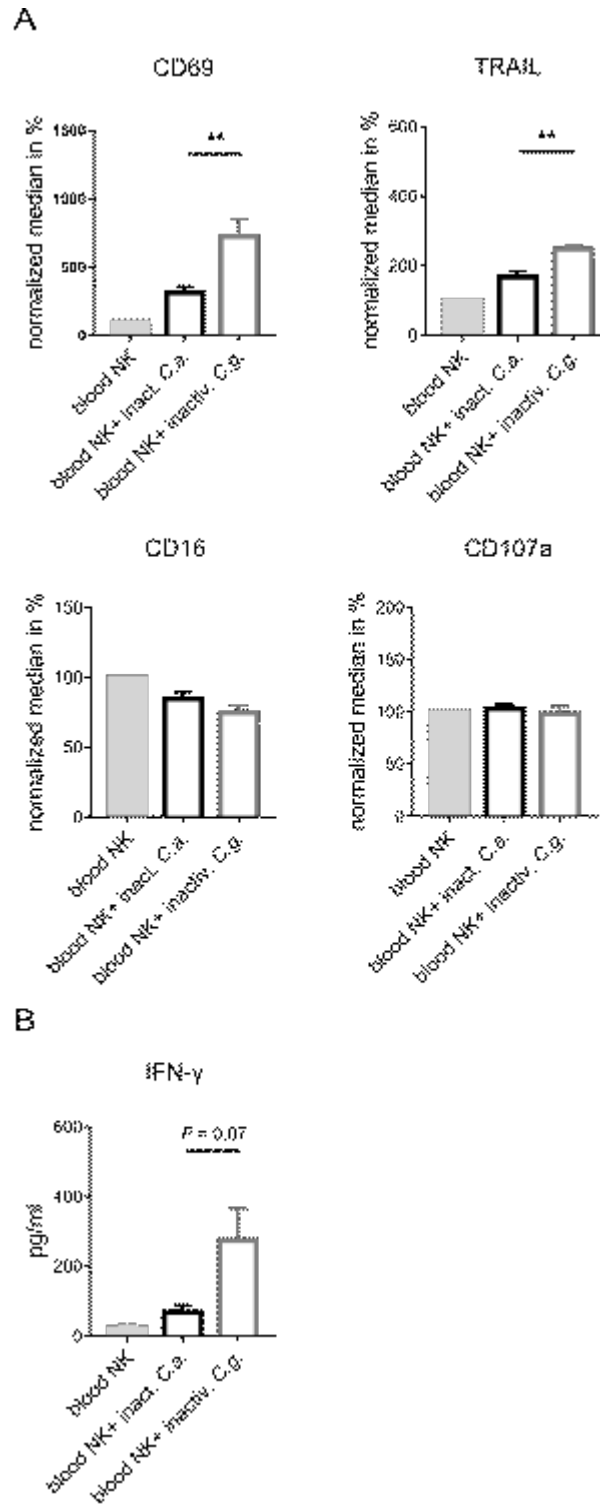 A
CD69
normalized median in %
1500
1000
500
0
**
blood NK
blood NK+ inact. C.a.
blood NK+ inactiv. C.g.
TRAIL
normalized median in %
600
400
200
0
**
blood NK
blood NK+ inact. C.a.
blood NK+ inactiv. C.g.
CD16
normalized median in %
150
100
50
0
blood NK
blood NK+ inact. C.a.
blood NK+ inactiv. C.g.
CD107a
normalized median in %
200
150
100
50
0
blood NK
blood NK+ inact. C.a.
blood NK+ inactiv. C.g.
B
IFN-γ
pg/ml
600
400
200
0
P = 0.07
blood NK
blood NK+ inact. C.a.
blood NK+ inactiv. C.g.